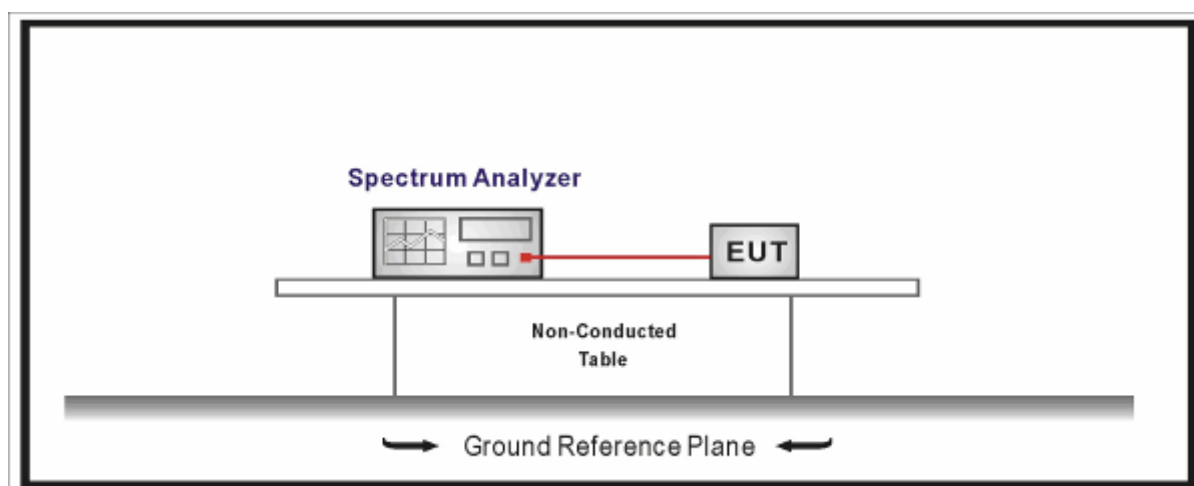 Spectrum Analyzer
EUT
Non-Conducted
Table
Ground Reference Plane